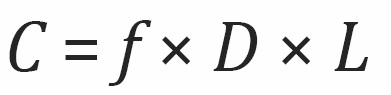 C = f × D × L